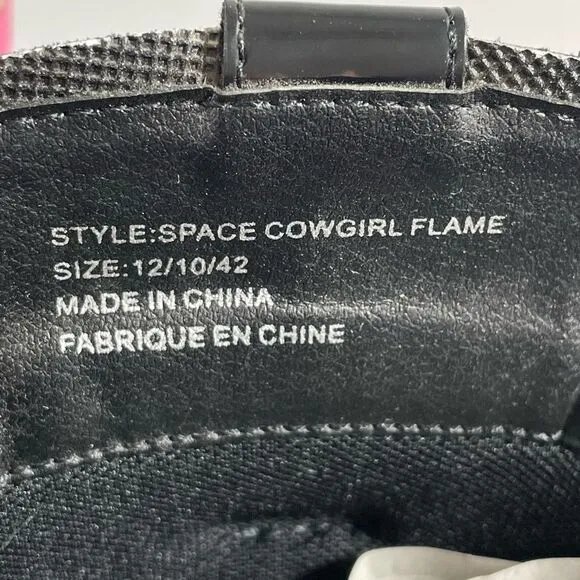 STYLE:SPACE COWGIRL FLAME
SIZE:12/10/42
MADE IN CHINA
FABRIQUE EN CHINE